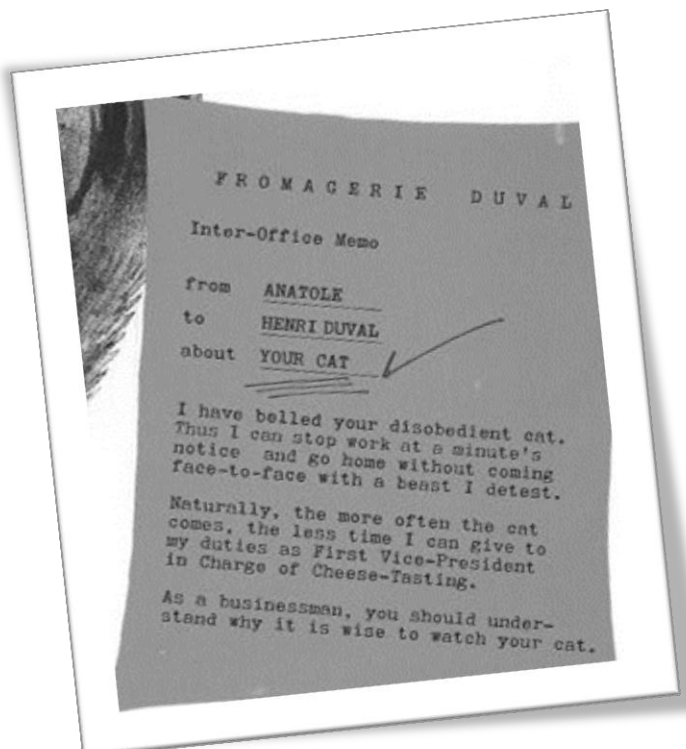 FROMAGERIE DUVAL
Inter-Office Memo
from ANATOLE
to HENRI DUVAL
about YOUR CAT
I have belled your disobedient cat.
Thus I can stop work at a minute's
notice and go home without coming
face-to-face with a beast I detest.
Naturally, the more often the cat
comes, the less time I can give to
my duties as First Vice-President
in Charge of Cheese-Tasting.
As a businessman, you should under-
stand why it is wise to watch your cat.